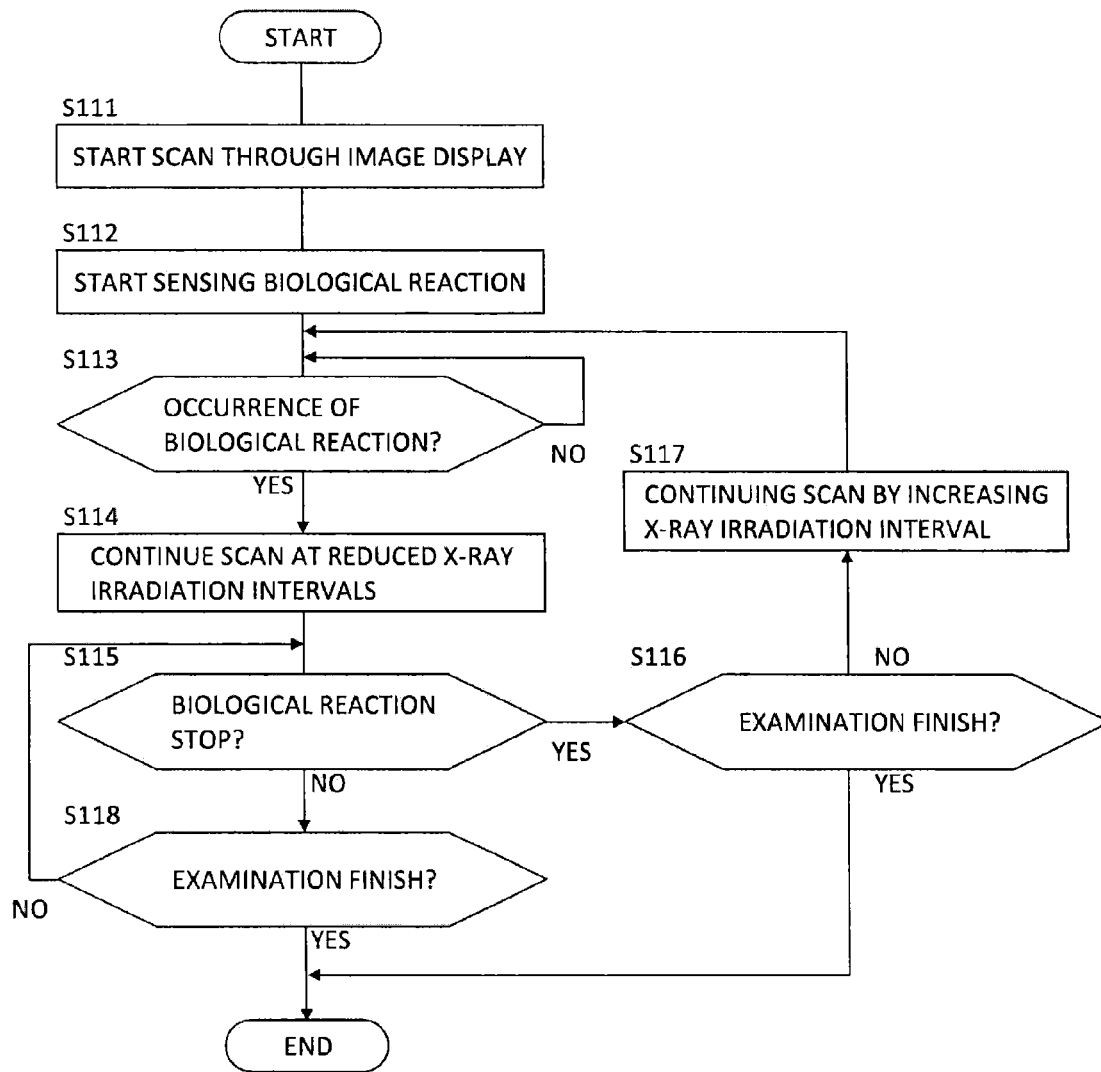 START
S111
START SCAN THROUGH IMAGE DISPLAY
S112
START SENSING BIOLOGICAL REACTION
S113
OCCURRENCE OF
BIOLOGICAL REACTION?
NO
YES
S114
CONTINUE SCAN AT REDUCED X-RAY
IRRADIATION INTERVALS
S115
BIOLOGICAL REACTION
STOP?
YES
NO
S116
EXAMINATION FINISH?
NO
YES
S117
CONTINUING SCAN BY INCREASING
X-RAY IRRADIATION INTERVAL
S118
EXAMINATION FINISH?
NO
YES
END